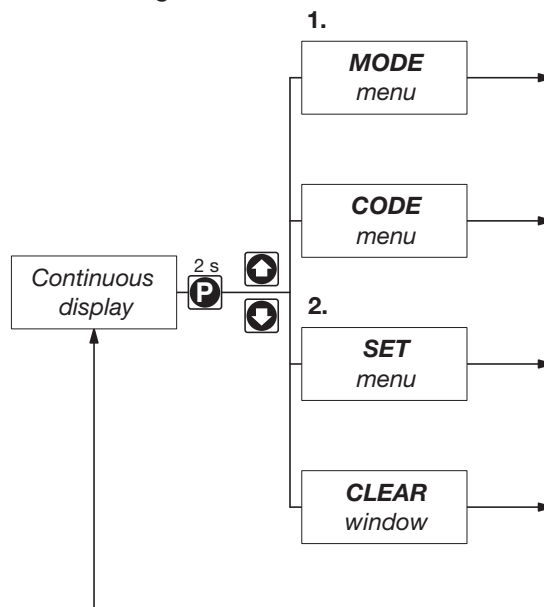 1.
MODE
menu
CODE
menu
2 s
P
Continuous
display
2.
SET
menu
CLEAR
window